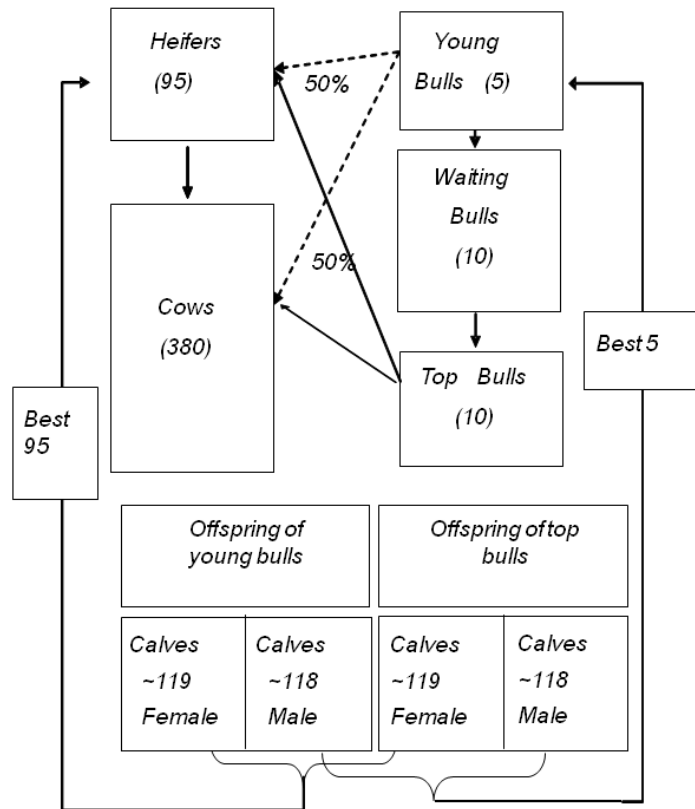 Heifers
(95)
Young
Bulls (5)
50%
Waiting
Bulls
(10)
50%
Cows
(380)
Top Bulls
(10)
Best 5
Best
95
Offspring of
young bulls
Offspring of top
bulls
Calves
~119
Female
Calves
~118
Male
Calves
~119
Female
Calves
~118
Male